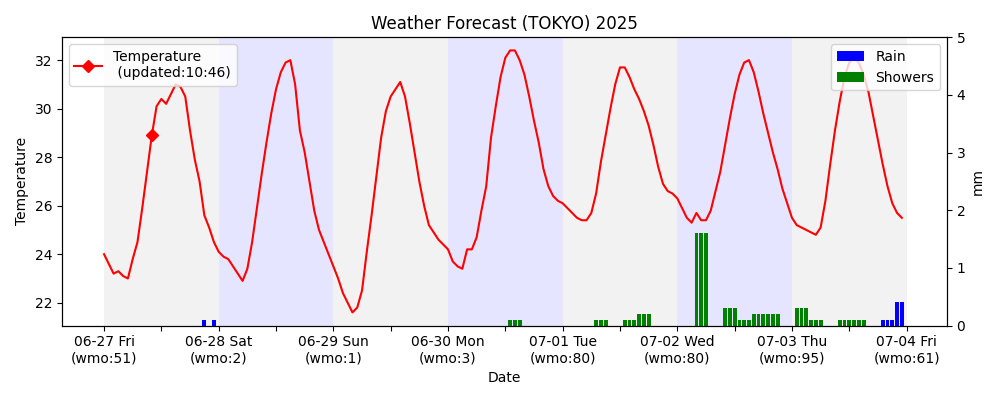 Weather Forecast (TOKYO) 2025
Temperature
(updated:10:46)
Rain
Showers
Temperature
32
30
28
26
24
22
5
4
3
2
1
0
mm
06-27 Fri
(wmo:51)
06-28 Sat
(wmo:2)
06-29 Sun
(wmo:1)
06-30 Mon
(wmo:3)
07-01 Tue
(wmo:80)
07-02 Wed
(wmo:80)
07-03 Thu
(wmo:95)
07-04 Fri
(wmo:61)
Date